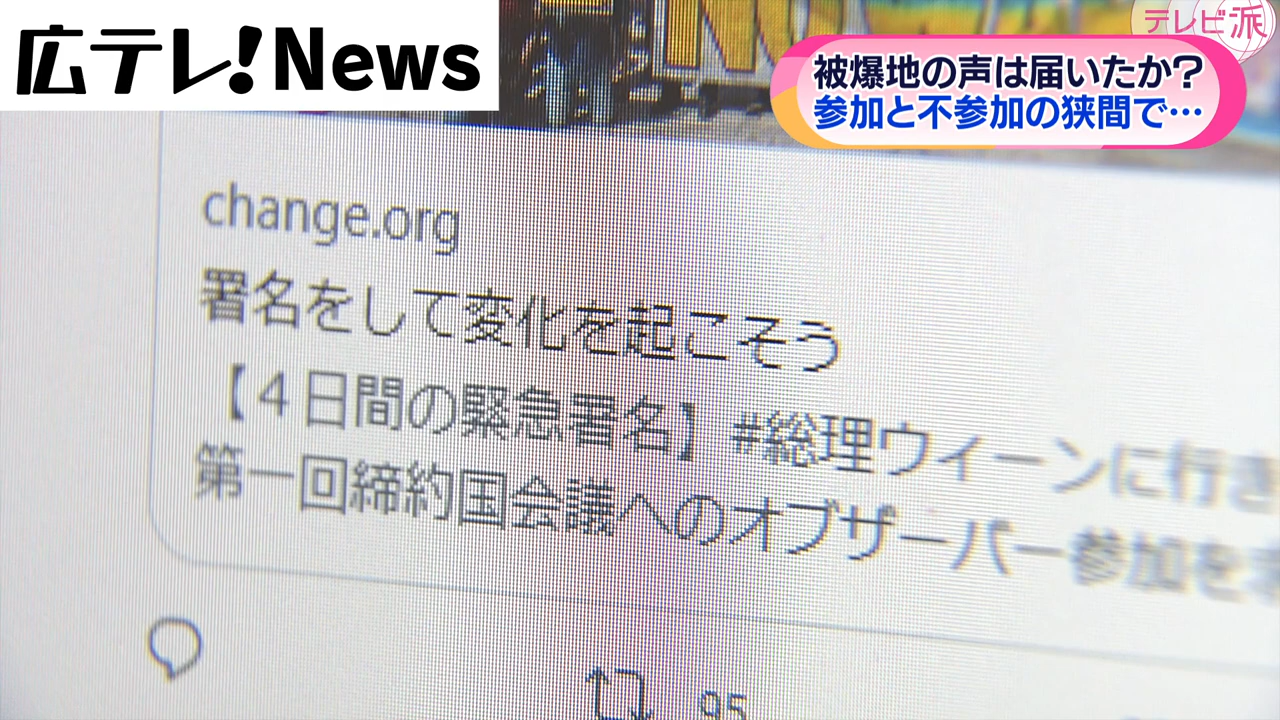 広テレ!News
テレビ派
被爆地の声は届いたか?
参加と不参加の狭間で…
change.org
署名をして変化を起こそう
【4日間の緊急署名】#総理ウィーンに行き
第一回締約国会議へのオブザーバー参加を
95